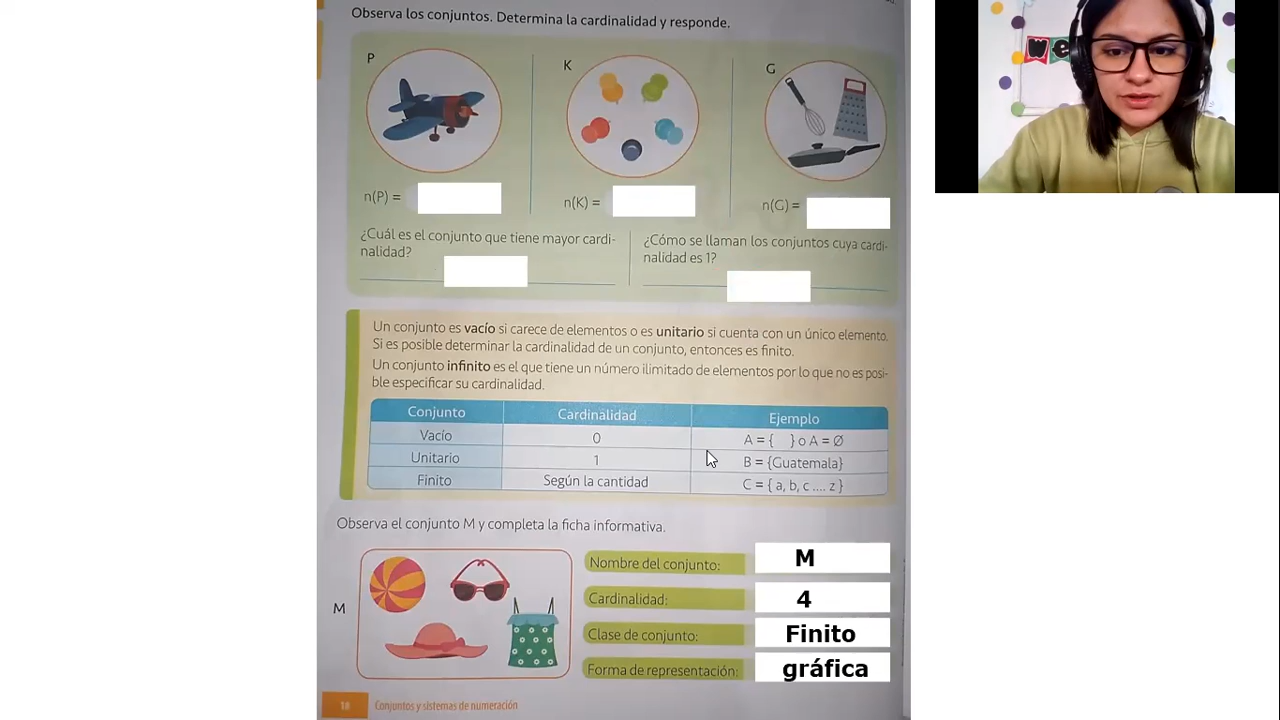 Observa los conjuntos. Determina la cardinalidad y responde.
P
K
G
n(P) =
n(K) =
n(G) =
¿Cuál es el conjunto que tiene mayor cardi-
nalidad?
¿Cómo se llaman los conjuntos cuya cardi-
nalidad es 1?
Un conjunto es vacío si carece de elementos o es unitario si cuenta con un único elemento.
Si es posible determinar la cardinalidad de un conjunto, entonces es finito.
Un conjunto infinito es el que tiene un número ilimitado de elementos por lo que no es posi-
ble especificar su cardinalidad.
Conjunto Cardinalidad Ejemplo
Vacío 0 A = { } o A = Ø
Unitario 1 B = {Guatemala}
Finito Según la cantidad C = { a, b, c .... z }
Observa el conjunto M y completa la ficha informativa.
M
Nombre del conjunto: M
Cardinalidad: 4
Clase de conjunto: Finito
Forma de representación: gráfica
18 Conjuntos y sistemas de numeración